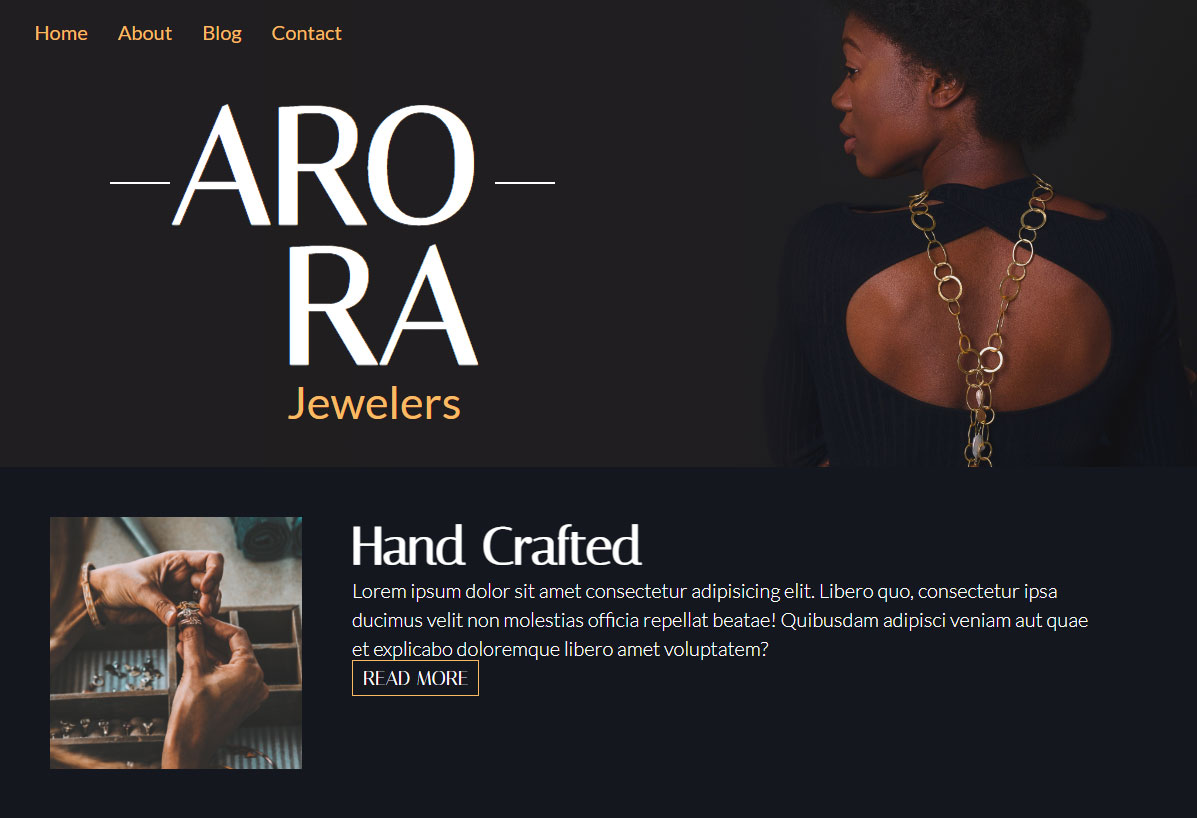 Home About Blog Contact
ARO
RA
Jewelers
Hand Crafted
Lorem ipsum dolor sit amet consectetur adipisicing elit. Libero quo, consectetur ipsa
ducimus velit non molestias officia repellat beatae! Quibusdam adipisci veniam aut quae
et explicabo doloremque libero amet voluptatem?
READ MORE